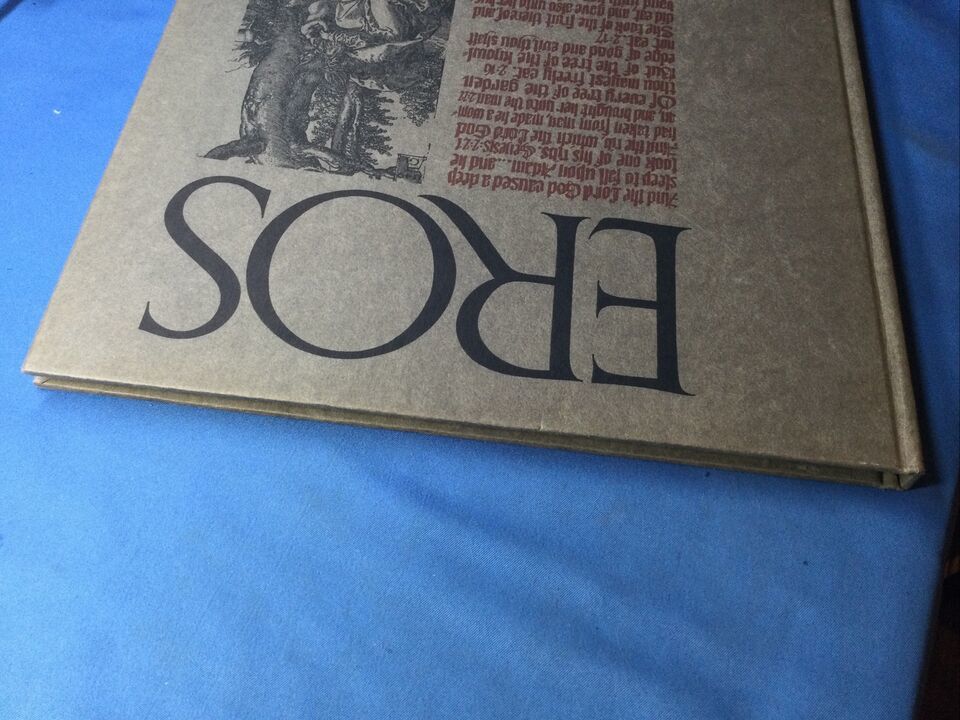 EROS
And the Lord God caused a deep
sleep to fall upon Adam....and he
took one of his ribs. Genesis:2:21
And the rib which the Lord God
had taken from man, made he a wom-
an and brought her unto the man:2:22
Of every tree of the garden
thou mayest freely eat. 2:16
But of the tree of the knowl-
edge of good and evil thou shalt
not eat. 2:17
She took of the fruit thereof and
did eat and gave also unto her